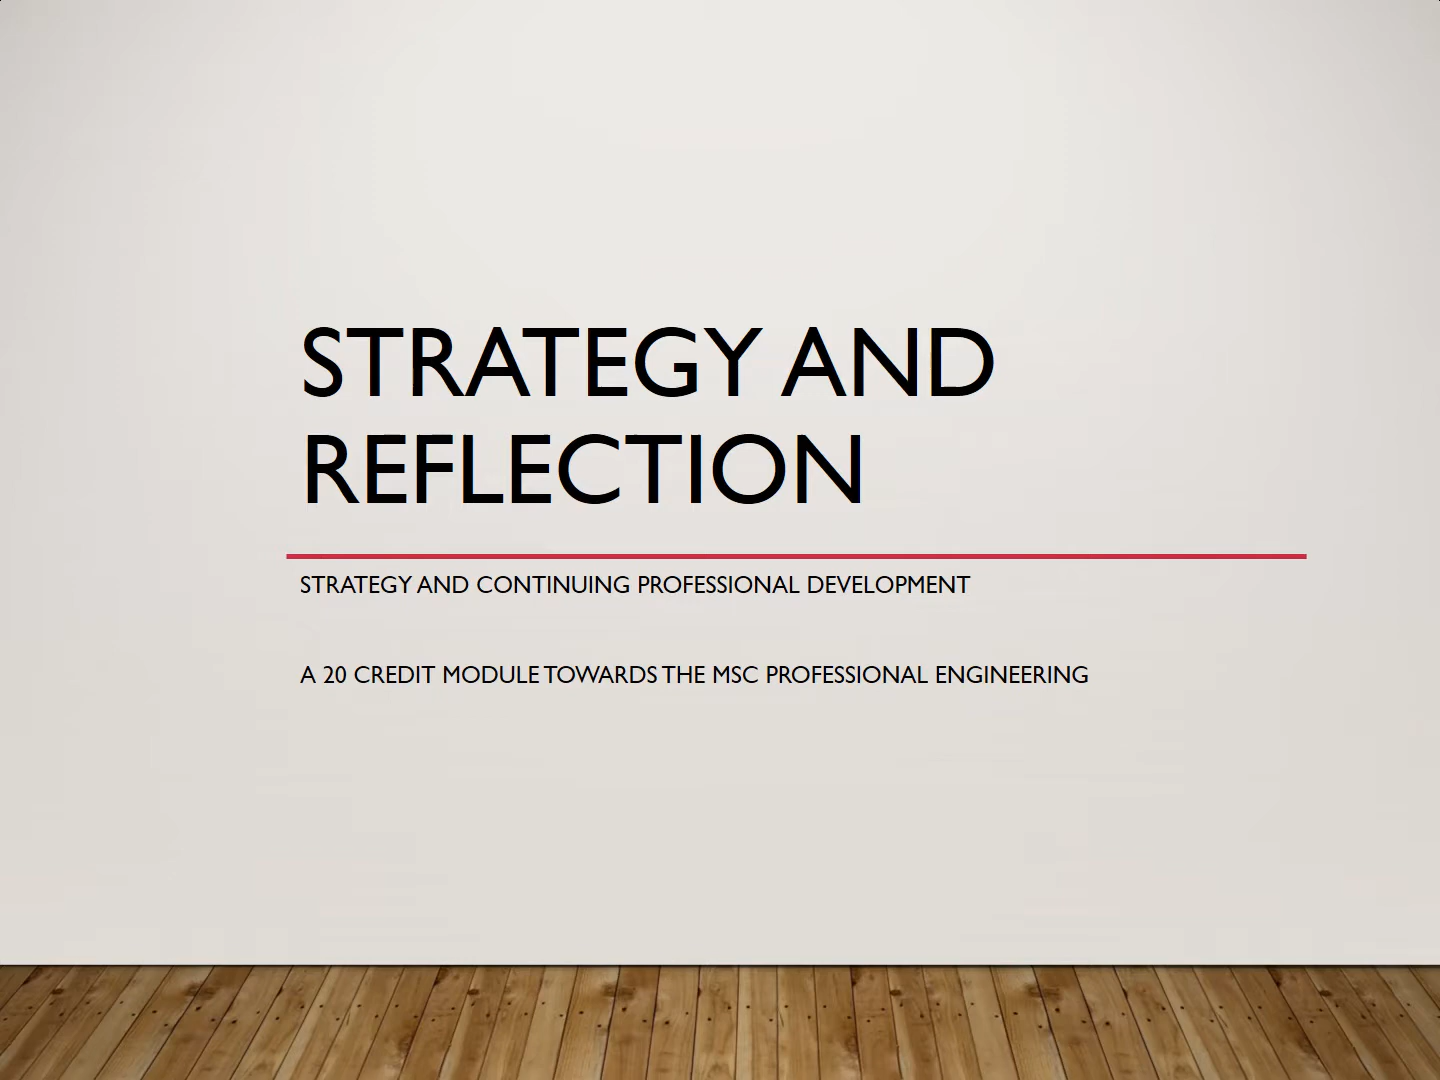 STRATEGY AND
REFLECTION
STRATEGY AND CONTINUING PROFESSIONAL DEVELOPMENT
A 20 CREDIT MODULE TOWARDS THE MSC PROFESSIONAL ENGINEERING